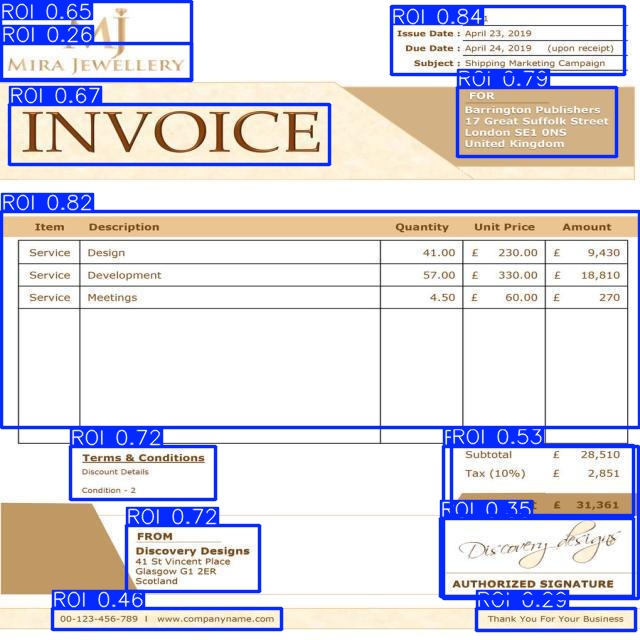 ROI 0.65
ROI 0.26
MJ
MIRA JEWELLERY
ROI 0.84
1
Issue Date : April 23, 2019
Due Date : April 24, 2019 (upon receipt)
Subject : Shipping Marketing Campaign
ROI 0.67
INVOICE
ROI 0.79
FOR
Barrington Publishers
17 Great Suffolk Street
London SE1 0NS
United Kingdom
ROI 0.82
Item Description Quantity Unit Price Amount
Service Design 41.00 £ 230.00 £ 9,430
Service Development 57.00 £ 330.00 £ 18,810
Service Meetings 4.50 £ 60.00 £ 270
ROI 0.72
Terms & Conditions
Discount Details
Condition - 2
ROI 0.53
Subtotal £ 28,510
Tax (10%) £ 2,851
£ 31,361
ROI 0.72
FROM
Discovery Designs
41 St Vincent Place
Glasgow G1 2ER
Scotland
ROI 0.35
Discovery designs
AUTHORIZED SIGNATURE
ROI 0.46
00-123-456-789 I www.companyname.com
ROI 0.29
Thank You For Your Business